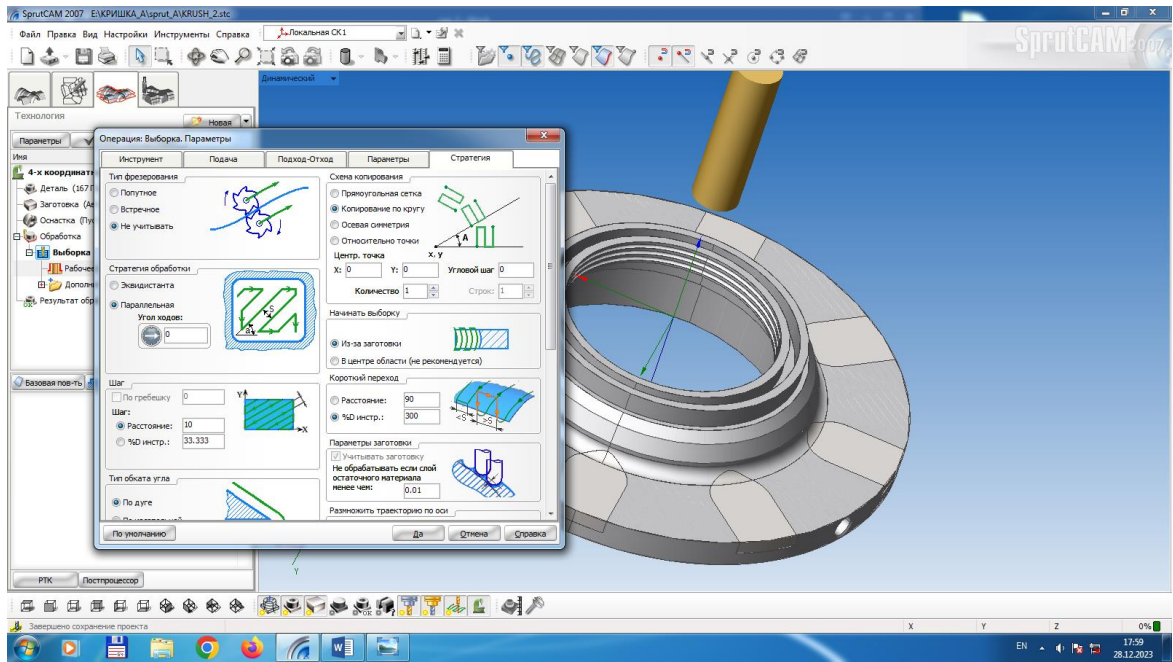 SprutCAM 2007 E:\КРИШКА_A\sprut_A\KRUSH_2.stc
Файл Правка Вид Настройки Инструменты Справка
Локальная СК1
SprutCAM 2007
Динамический
Технология
Новая
Параметры
Имя
4-х координатн
Деталь (167 П
Заготовка (Ав
Оснастка (Пус
Обработка
Выборка
Рабочее
Дополн
Результат обр
Базовая пов-ть
РТК
Постпроцессор
Операция: Выборка. Параметры
Инструмент Подача Подход-Отход Параметры Стратегия
Тип фрезерования
Попутное
Встречное
Не учитывать
Стратегия обработки
Эквидистанта
Параллельная
Угол ходов:
0
S
a
Шаг
По гребешку 0
Шаг:
Расстояние: 10
%D инстр.: 33.333
Y
X
Тип обката угла
По дуге
Схема копирования
Прямоугольная сетка
Копирование по кругу
Осевая симметрия
Относительно точки
A
x, y
Центр. точка
X: 0 Y: 0 Угловой шаг 0
Количество 1 Строк: 1
Начинать выборку
Из-за заготовки
В центре области (не рекомендуется)
Короткий переход
Расстояние: 90
%D инстр.: 300
<S >S
Параметры заготовки
Учитывать заготовку
Не обрабатывать если слой
остаточного материала
менее чем: 0.01
Размножить траекторию по оси
По умолчанию Да Отмена Справка
Y
Завершено сохранение проекта
X Y Z 0%
EN 17:59
28.12.2023